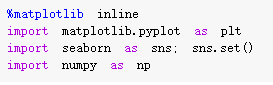 %matplotlib inline
import matplotlib.pyplot as plt
import seaborn as sns; sns.set()
import numpy as np